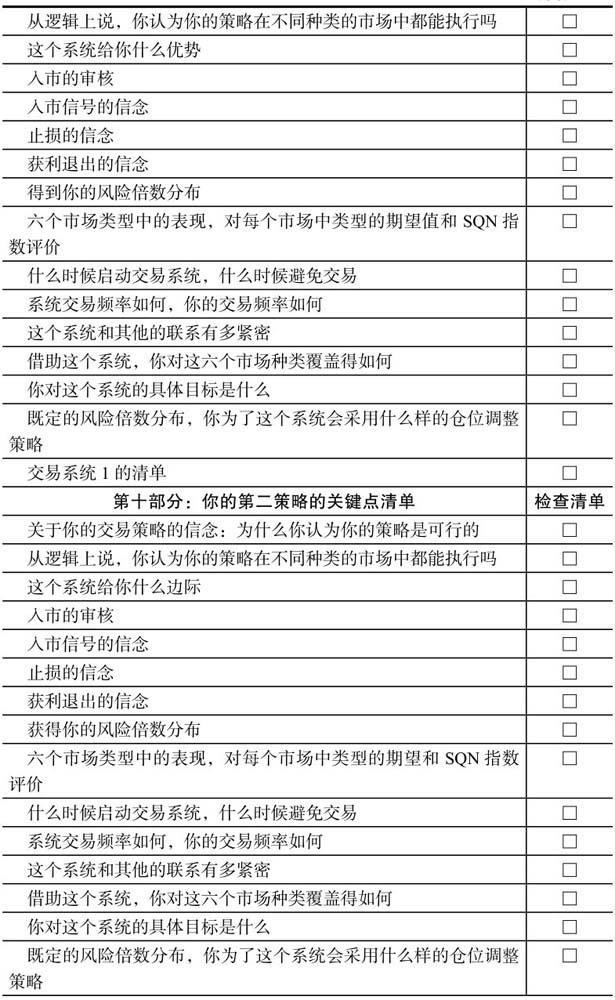 从逻辑上说，你认为你的策略在不同种类的市场中都能执行吗 □
这个系统给你什么优势 □
入市的审核 □
入市信号的信念 □
止损的信念 □
获利退出的信念 □
得到你的风险倍数分布 □
六个市场类型中的表现，对每个市场中类型的期望值和 SQN 指 □
数评价
什么时候启动交易系统，什么时候避免交易 □
系统交易频率如何，你的交易频率如何 □
这个系统和其他的联系有多紧密 □
借助这个系统，你对这六个市场种类覆盖得如何 □
你对这个系统的具体目标是什么 □
既定的风险倍数分布，你为了这个系统会采用什么样的仓位调整 □
策略
交易系统 1 的清单 □
第十部分：你的第二策略的关键点清单 检查清单
关于你的交易策略的信念：为什么你认为你的策略是可行的 □
从逻辑上说，你认为你的策略在不同种类的市场中都能执行吗 □
这个系统给你什么边际 □
入市的审核 □
入市信号的信念 □
止损的信念 □
获利退出的信念 □
获得你的风险倍数分布 □
六个市场类型中的表现，对每个市场中类型的期望和 SQN 指数 □
评价
什么时候启动交易系统，什么时候避免交易 □
系统交易频率如何，你的交易频率如何 □
这个系统和其他的联系有多紧密 □
借助这个系统，你对这六个市场种类覆盖得如何 □
你对这个系统的具体目标是什么 □
既定的风险倍数分布，你为了这个系统会采用什么样的仓位调整 □
策略